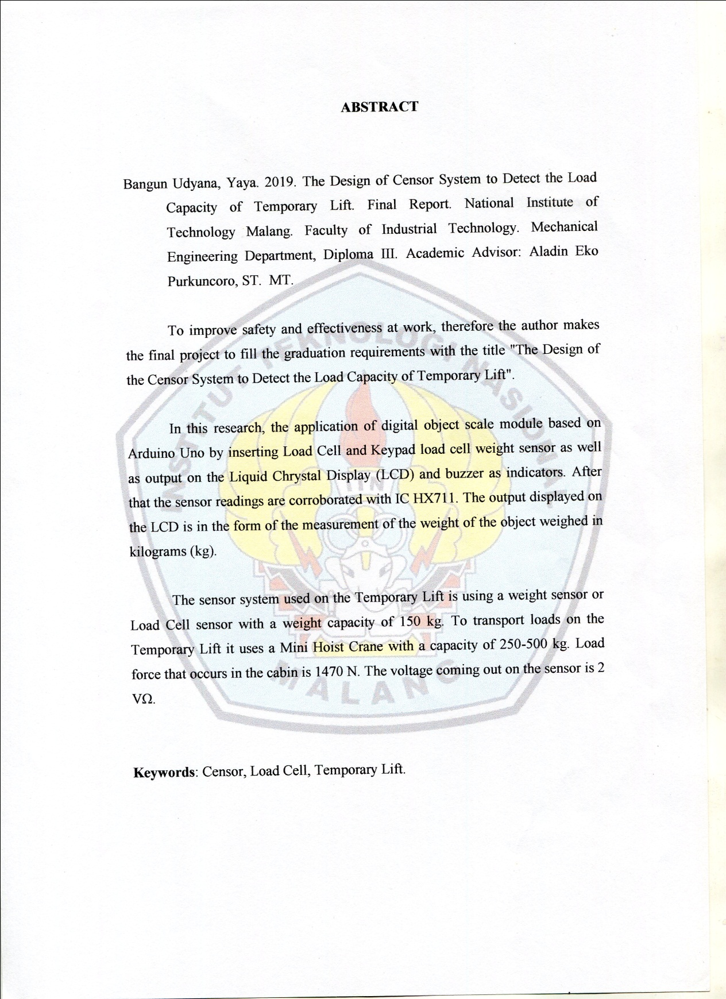 ABSTRACT
Bangun Udyana, Yaya. 2019. The Design of Censor System to Detect the Load
Capacity of Temporary Lift. Final Report. National Institute of
Technology Malang. Faculty of Industrial Technology. Mechanical
Engineering Department, Diploma III. Academic Advisor: Aladin Eko
Purkuncoro, ST. MT.
To improve safety and effectiveness at work, therefore the author makes
the final project to fill the graduation requirements with the title "The Design of
the Censor System to Detect the Load Capacity of Temporary Lift".
In this research, the application of digital object scale module based on
Arduino Uno by inserting Load Cell and Keypad load cell weight sensor as well
as output on the Liquid Chrystal Display (LCD) and buzzer as indicators. After
that the sensor readings are corroborated with IC HX711. The output displayed on
the LCD is in the form of the measurement of the weight of the object weighed in
kilograms (kg).
The sensor system used on the Temporary Lift is using a weight sensor or
Load Cell sensor with a weight capacity of 150 kg. To transport loads on the
Temporary Lift it uses a Mini Hoist Crane with a capacity of 250-500 kg. Load
force that occurs in the cabin is 1470 N. The voltage coming out on the sensor is 2
VΩ.
Keywords: Censor, Load Cell, Temporary Lift.
INSTITUT TEKNOLOGI NASIONAL
ITN
MALANG